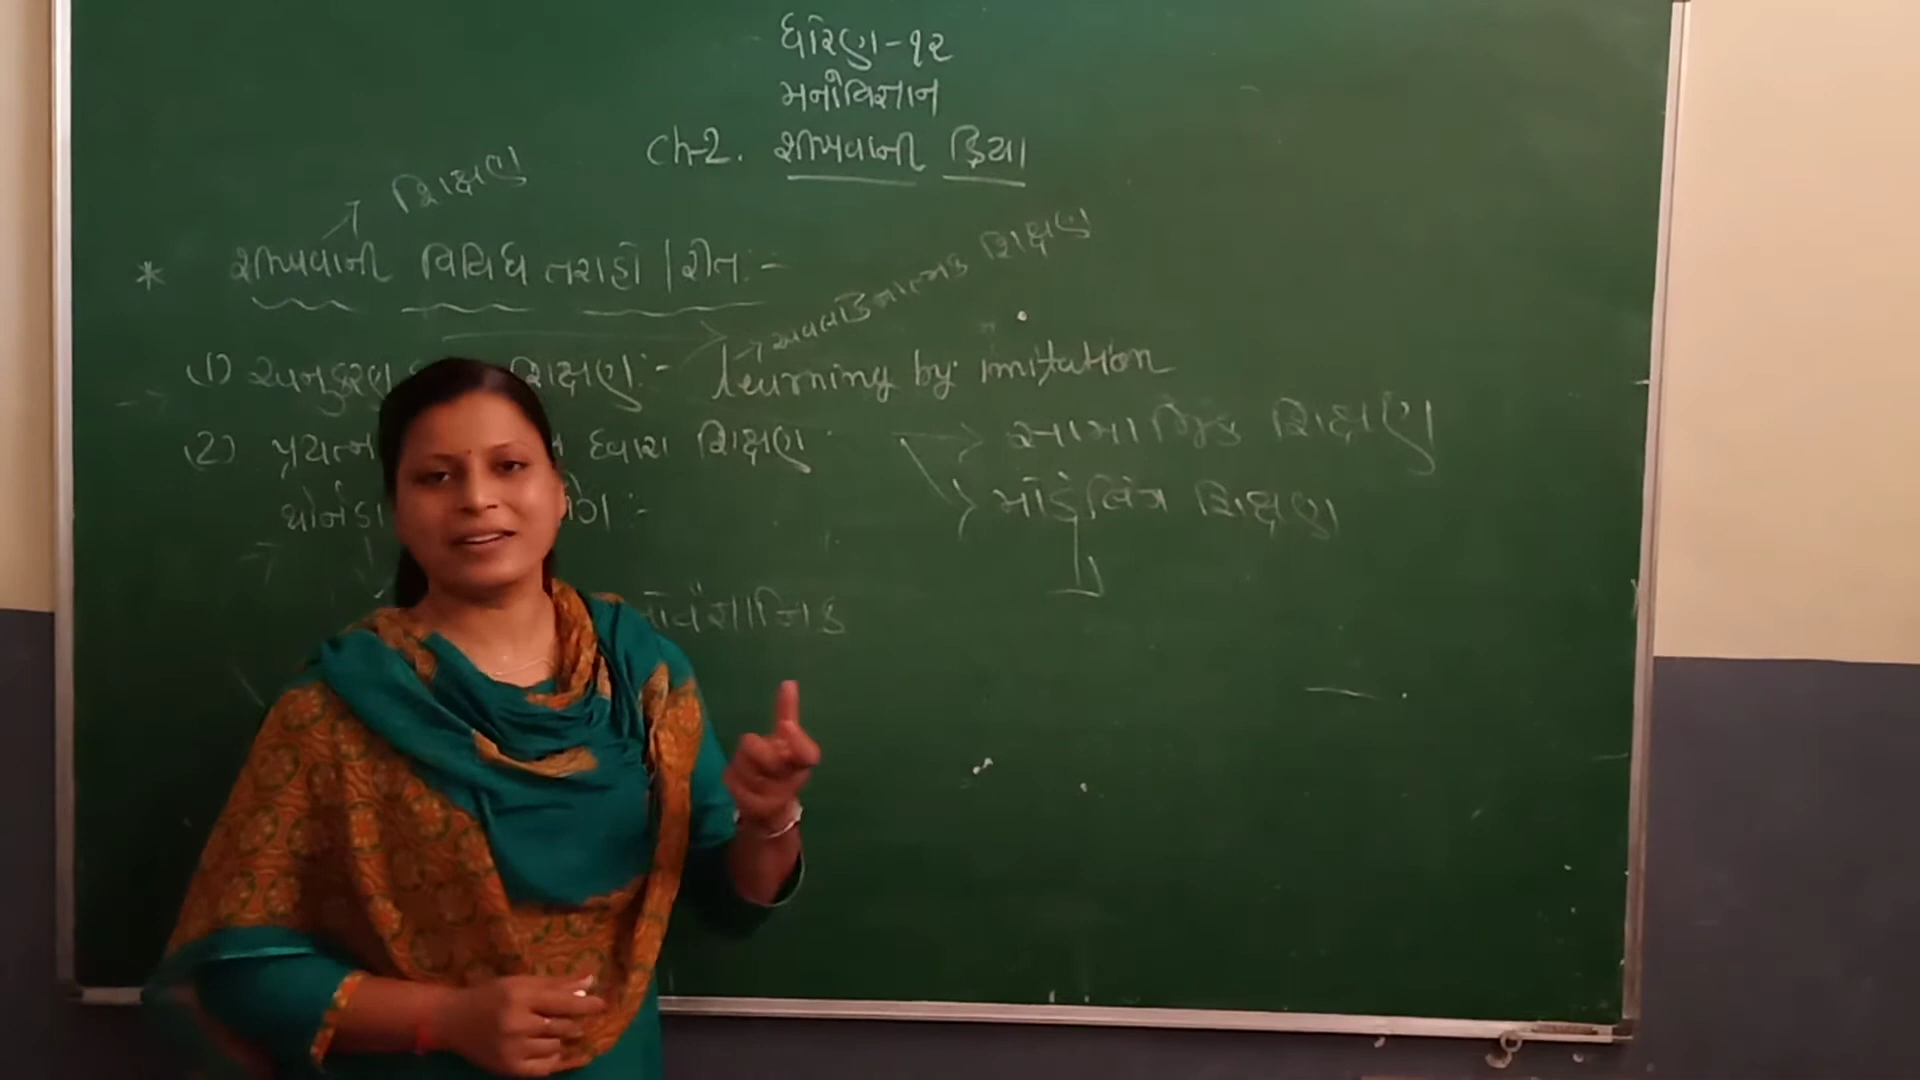 ધોરણ-૧૨
મનોવિજ્ઞાન
Ch-2. શીખવાની ક્રિયા
શિક્ષણ
* શીખવાની વિવિધ તરાહો / રીત :-
→ અવલોકનાત્મક શિક્ષણ
(1) અનુકરણ શિક્ષણ :- learning by imitation
(2) પ્રયત્ન દ્વારા શિક્ષણ
→ સામાજિક શિક્ષણ
→ મૉડેલિંગ શિક્ષણ